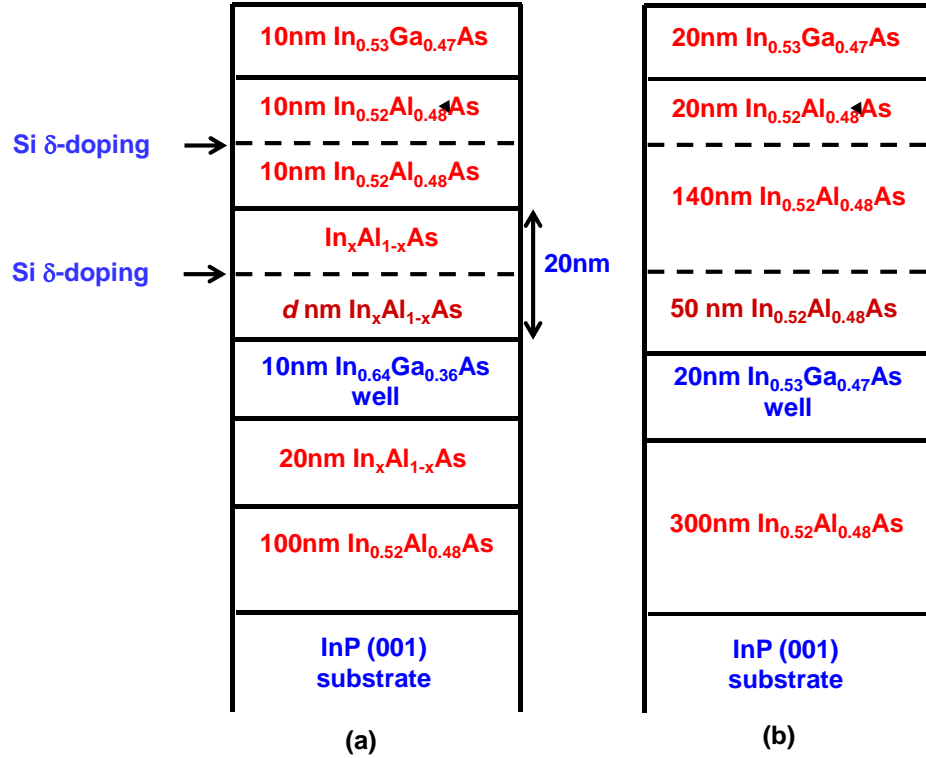 10nm In0.53Ga0.47As
10nm In0.52Al0.48As
Si δ-doping
10nm In0.52Al0.48As
InxAl1-xAs
Si δ-doping
20nm
d nm InxAl1-xAs
10nm In0.64Ga0.36As
well
20nm InxAl1-xAs
100nm In0.52Al0.48As
InP (001)
substrate
(a)
20nm In0.53Ga0.47As
20nm In0.52Al0.48As
140nm In0.52Al0.48As
50 nm In0.52Al0.48As
20nm In0.53Ga0.47As
well
300nm In0.52Al0.48As
InP (001)
substrate
(b)